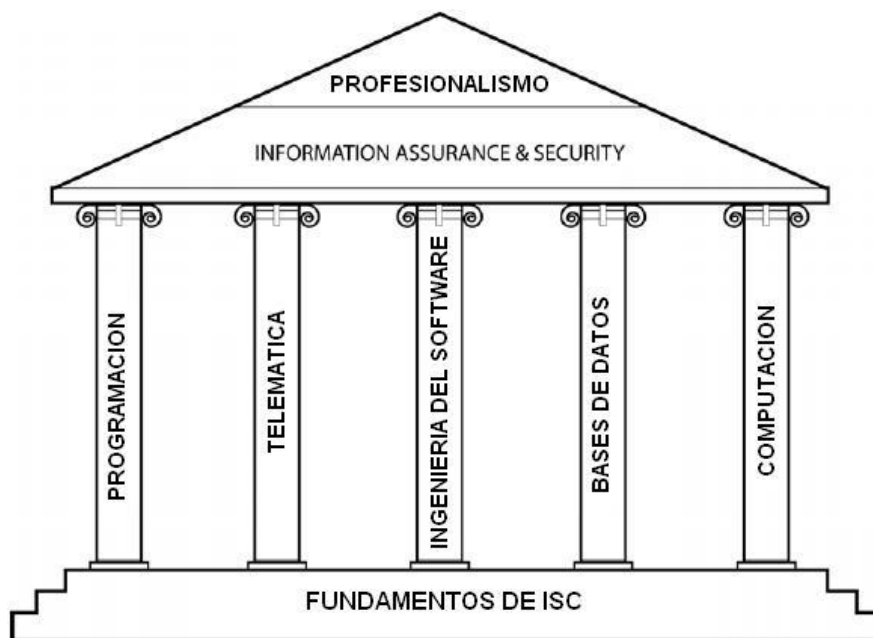 PROFESIONALISMO
INFORMATION ASSURANCE & SECURITY
PROGRAMACION
TELEMATICA
INGENIERIA DEL SOFTWARE
BASES DE DATOS
COMPUTACION
FUNDAMENTOS DE ISC